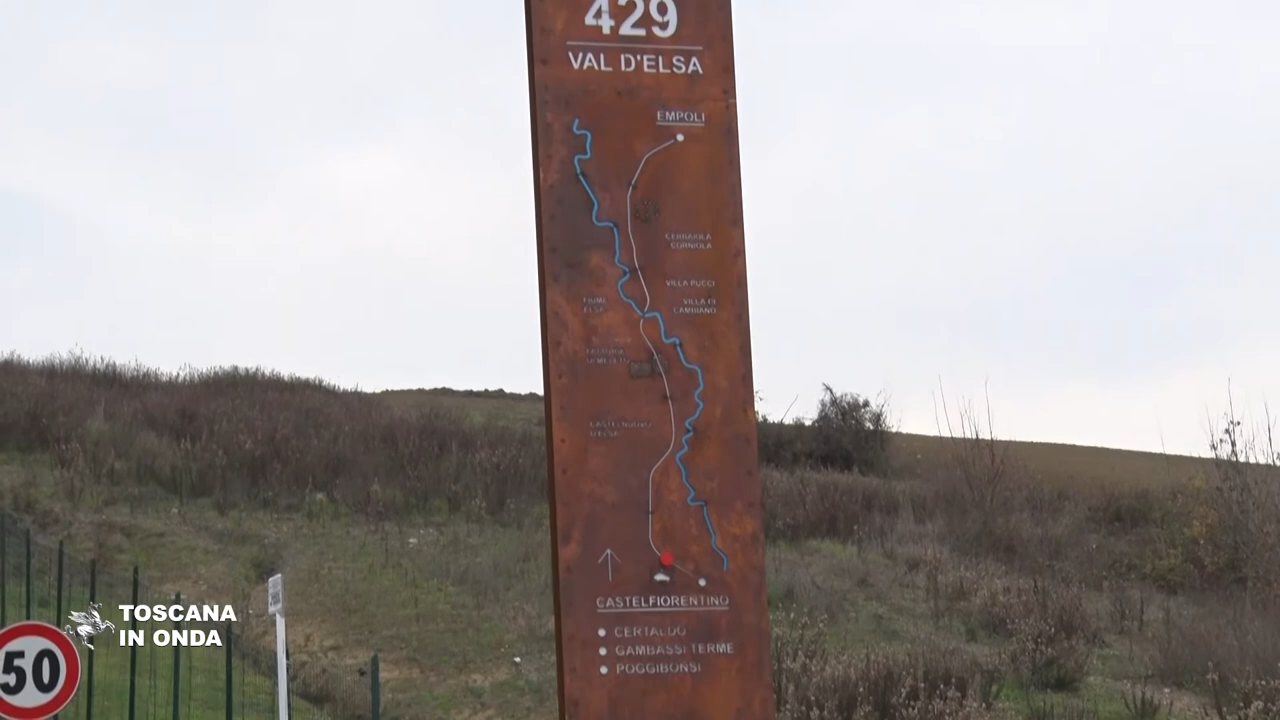 429
VAL D'ELSA
EMPOLI
CERBAIOLA
CORNIOLA
VILLA PUCCI
FIUME
ELSA
VILLA DI
CAMBIANO
FATTORIA
CASTELNUOVO
D'ELSA
CASTELFIORENTINO
CERTALDO
GAMBASSI TERME
POGGIBONSI
TOSCANA
IN ONDA
50